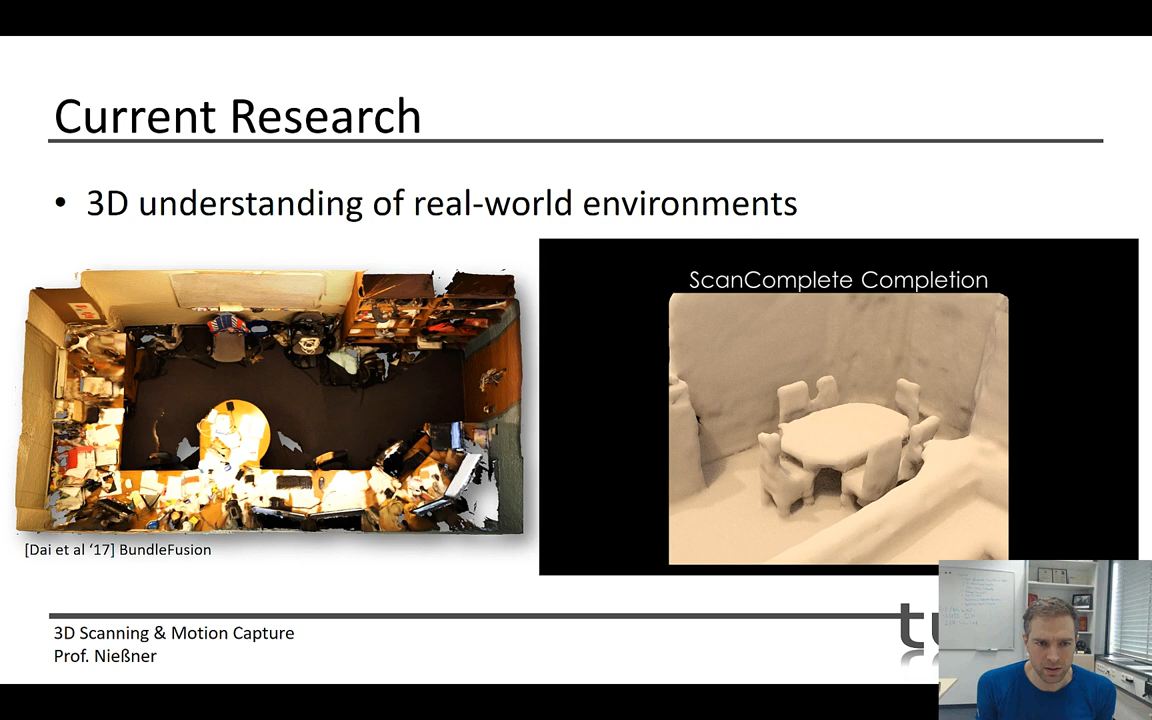 Current Research
• 3D understanding of real-world environments
ScanComplete Completion
[Dai et al ‘17] BundleFusion
3D Scanning & Motion Capture
Prof. Nießner